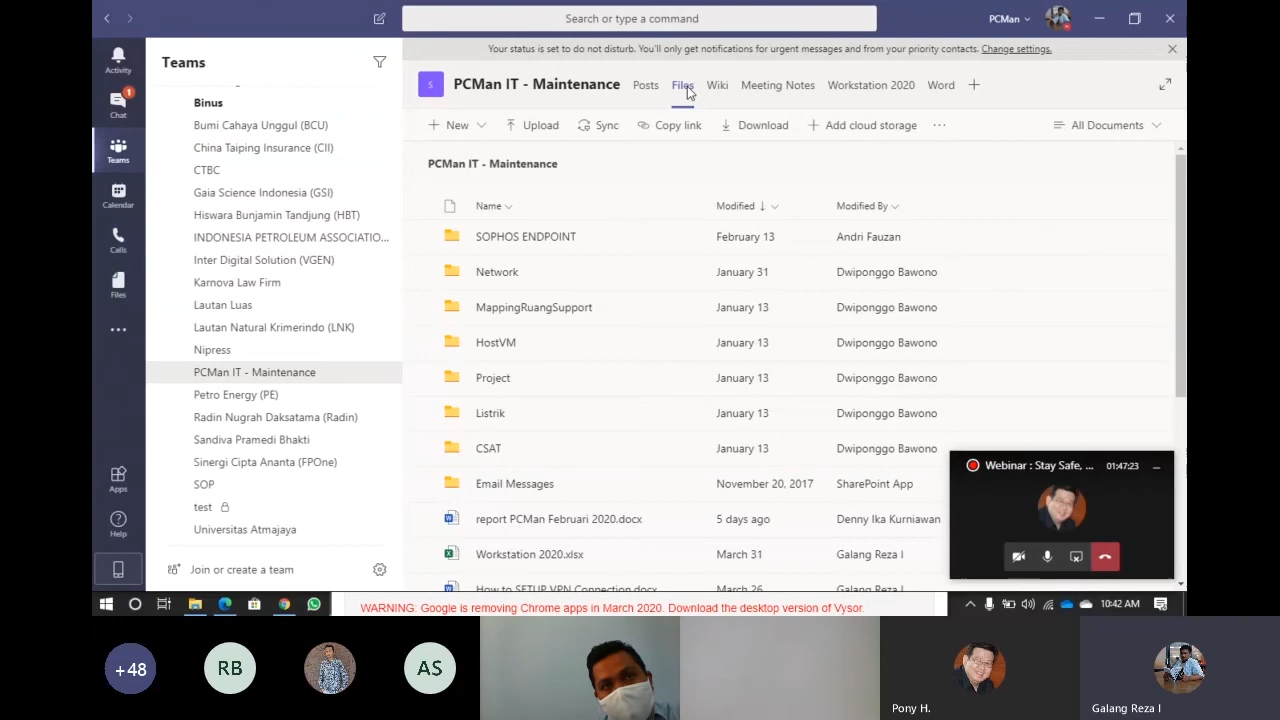 Search or type a command
PCMan
Activity
Chat
1
Teams
Calendar
Calls
Files
Apps
Help
Teams
Binus
Bumi Cahaya Unggul (BCU)
China Taiping Insurance (CII)
CTBC
Gaia Science Indonesia (GSI)
Hiswara Bunjamin Tandjung (HBT)
INDONESIA PETROLEUM ASSOCIATIO...
Inter Digital Solution (VGEN)
Karnova Law Firm
Lautan Luas
Lautan Natural Krimerindo (LNK)
Nipress
PCMan IT - Maintenance
Petro Energy (PE)
Radin Nugrah Daksatama (Radin)
Sandiva Pramedi Bhakti
Sinergi Cipta Ananta (FPOne)
SOP
test
Universitas Atmajaya
Join or create a team
Your status is set to do not disturb. You'll only get notifications for urgent messages and from your priority contacts. Change settings.
S PCMan IT - Maintenance Posts Files Wiki Meeting Notes Workstation 2020 Word
New Upload Sync Copy link Download Add cloud storage ... All Documents
PCMan IT - Maintenance
Name Modified Modified By
SOPHOS ENDPOINT February 13 Andri Fauzan
Network January 31 Dwiponggo Bawono
MappingRuangSupport January 13 Dwiponggo Bawono
HostVM January 13 Dwiponggo Bawono
Project January 13 Dwiponggo Bawono
Listrik January 13 Dwiponggo Bawono
CSAT January 13 Dwiponggo Bawono
Email Messages November 20, 2017 SharePoint App
report PCMan Februari 2020.docx 5 days ago Denny Ika Kurniawan
Workstation 2020.xlsx March 31 Galang Reza I
How to SETUP VPN Connection.docx March 26 Galang Reza I
Webinar : Stay Safe, ... 01:47:23
WARNING: Google is removing Chrome apps in March 2020. Download the desktop version of Vysor.
10:42 AM
+48
RB
AS
Pony H.
Galang Reza I